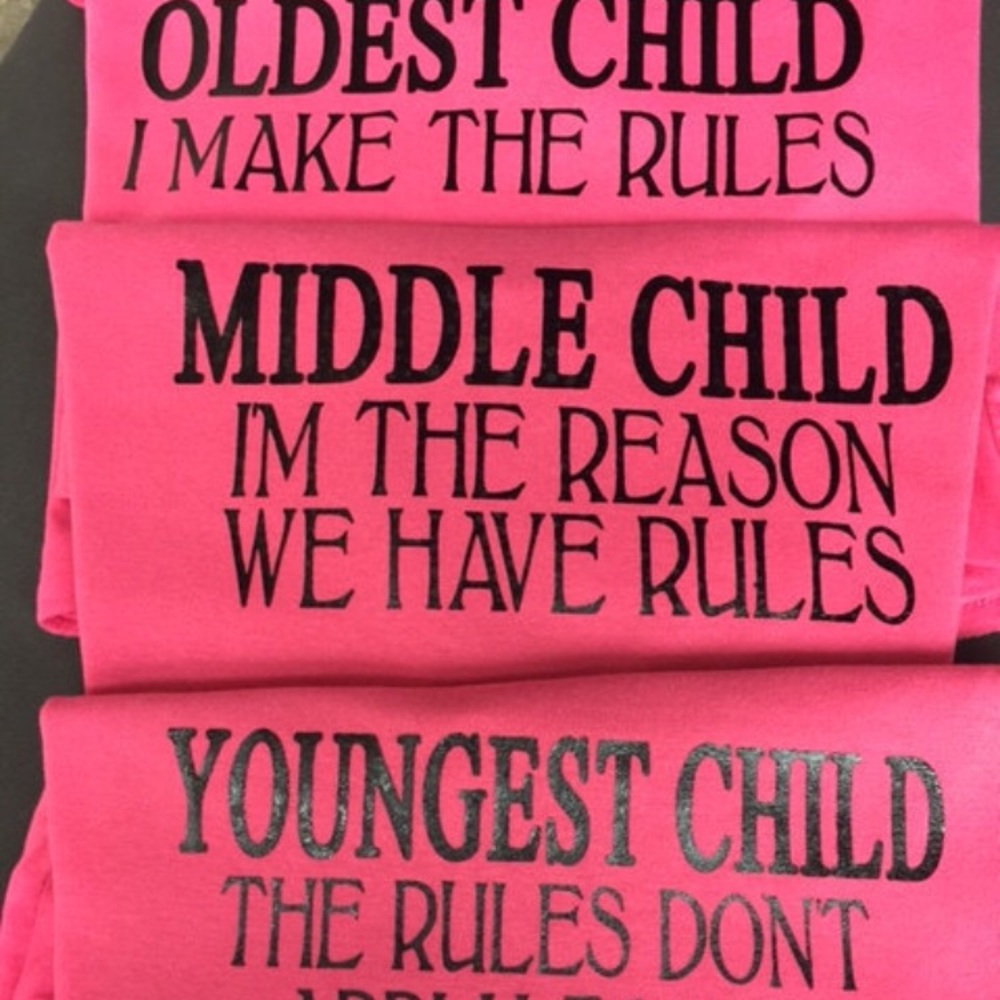 OLDEST CHILD
I MAKE THE RULES
MIDDLE CHILD
I'M THE REASON
WE HAVE RULES
YOUNGEST CHILD
THE RULES DON'T